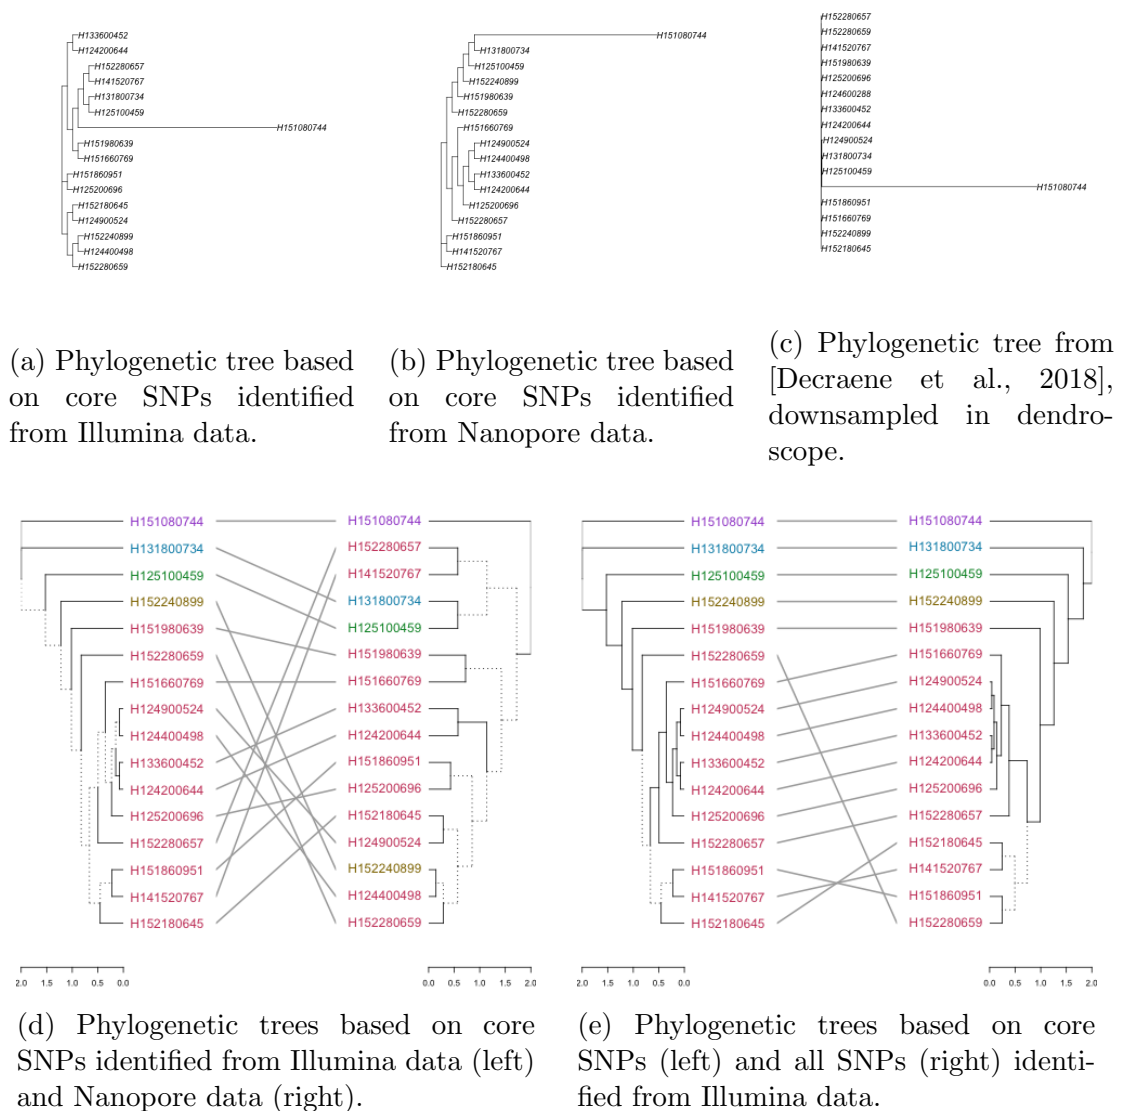 H133600452
H124200644
H152280657
H141520767
H131800734
H125100459
H151080744
H151980639
H151660769
H151860951
H125200696
H152180645
H124900524
H152240899
H124400498
H152280659
H151080744
H131800734
H125100459
H152240899
H151980639
H152280659
H151660769
H124900524
H124400498
H133600452
H124200644
H125200696
H152280657
H151860951
H141520767
H152180645
H152280657
H152280659
H141520767
H151980639
H125200696
H124600288
H133600452
H124200644
H124900524
H131800734
H125100459
H151080744
H151860951
H151660769
H152240899
H152180645
(a) Phylogenetic tree based
on core SNPs identified
from Illumina data.
(b) Phylogenetic tree based
on core SNPs identified
from Nanopore data.
(c) Phylogenetic tree from
[Decraene et al., 2018],
downsampled in dendro-
scope.
H151080744 H151080744
H131800734 H152280657
H125100459 H141520767
H152240899 H131800734
H151980639 H125100459
H152280659 H151980639
H151660769 H151660769
H124900524 H133600452
H124400498 H124200644
H133600452 H151860951
H124200644 H125200696
H125200696 H152180645
H152280657 H124900524
H151860951 H152240899
H141520767 H124400498
H152180645 H152280659
2.0 1.5 1.0 0.5 0.0 0.0 0.5 1.0 1.5 2.0
(d) Phylogenetic trees based on core
SNPs identified from Illumina data (left)
and Nanopore data (right).
H151080744 H151080744
H131800734 H131800734
H125100459 H125100459
H152240899 H152240899
H151980639 H151980639
H152280659 H151660769
H151660769 H124900524
H124900524 H124400498
H124400498 H133600452
H133600452 H124200644
H124200644 H125200696
H125200696 H152280657
H152280657 H152180645
H151860951 H141520767
H141520767 H151860951
H152180645 H152280659
2.0 1.5 1.0 0.5 0.0 0.0 0.5 1.0 1.5 2.0
(e) Phylogenetic trees based on core
SNPs (left) and all SNPs (right) identi-
fied from Illumina data.